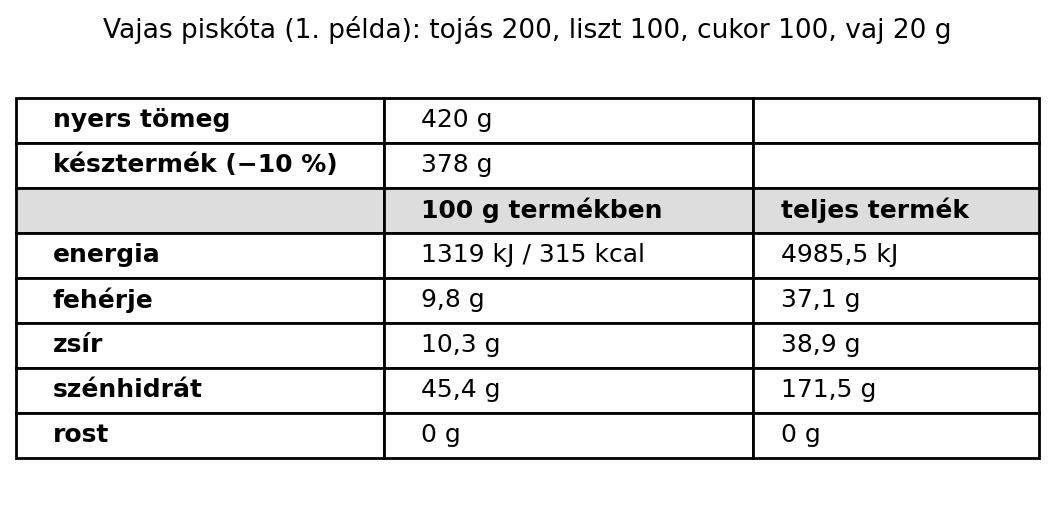 Vajas piskóta (1. példa): tojás 200, liszt 100, cukor 100, vaj 20 g
nyers tömeg 420 g
késztermék (−10 %) 378 g
100 g termékben teljes termék
energia 1319 kJ / 315 kcal 4985,5 kJ
fehérje 9,8 g 37,1 g
zsír 10,3 g 38,9 g
szénhidrát 45,4 g 171,5 g
rost 0 g 0 g